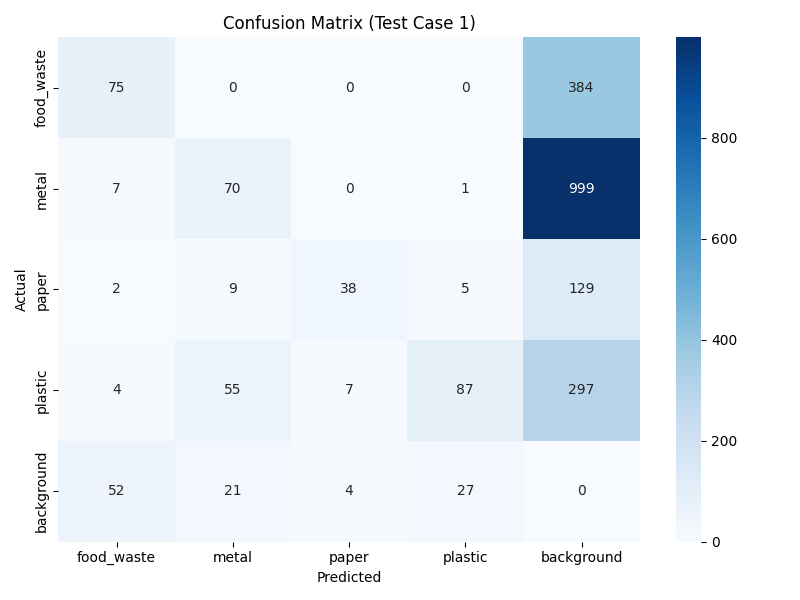 Confusion Matrix (Test Case 1)
food_waste 75 0 0 0 384
metal 7 70 0 1 999
paper 2 9 38 5 129
plastic 4 55 7 87 297
background 52 21 4 27 0
Actual
food_waste metal paper plastic background
Predicted
800
600
400
200
0